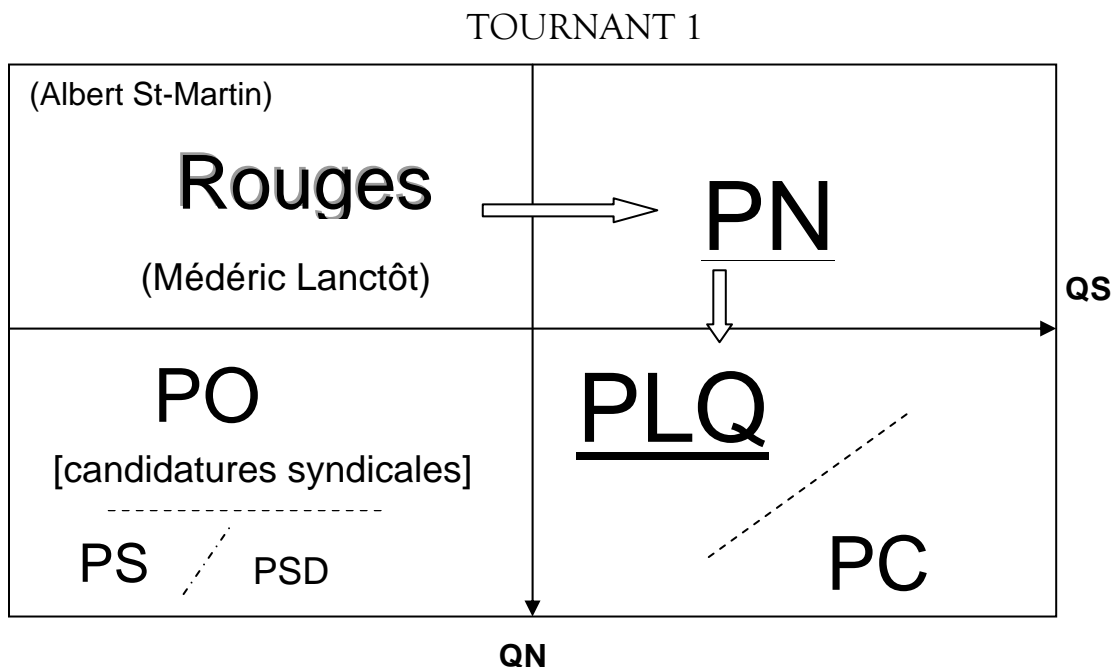 TOURNANT 1
(Albert St-Martin)
Rouges
PN
(Médéric Lanctôt)
QS
PO
PLQ
[candidatures syndicales]
PS
PSD
PC
QN